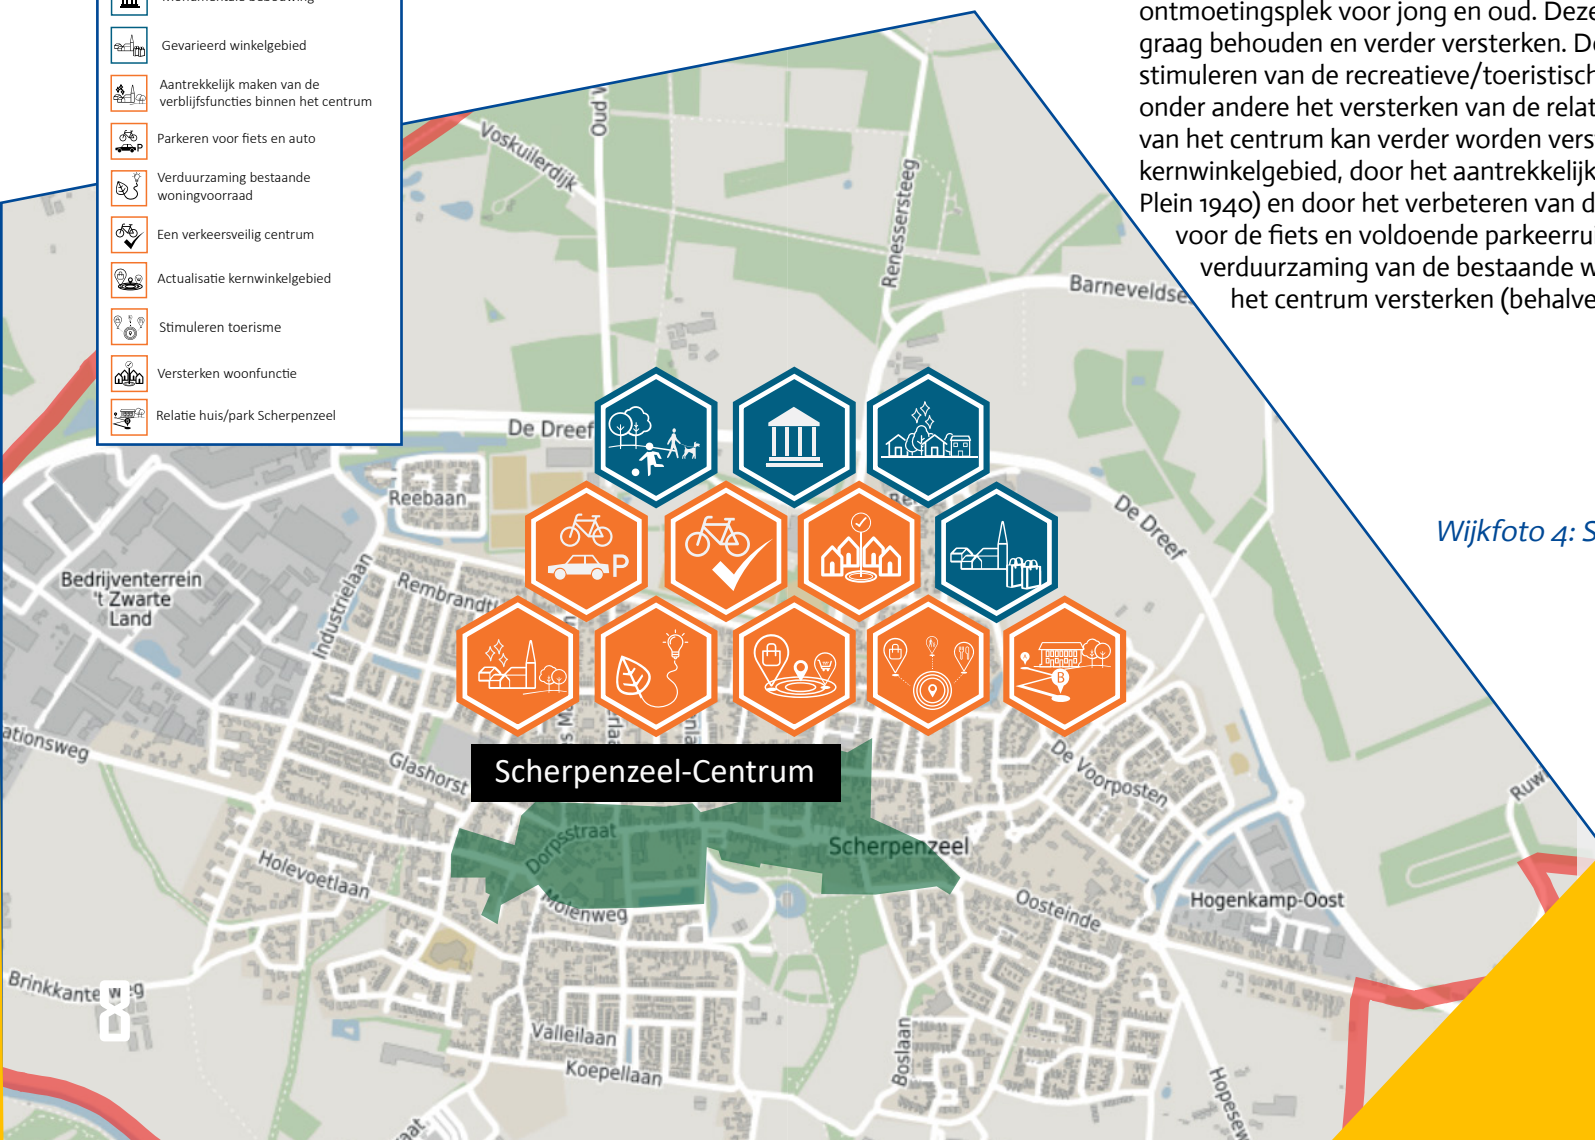 Gevarieerd winkelgebied
Aantrekkelijk maken van de
verblijfsfuncties binnen het centrum
Parkeren voor fiets en auto
Verduurzaming bestaande
woningvoorraad
Een verkeersveilig centrum
Actualisatie kernwinkelgebied
Stimuleren toerisme
Versterken woonfunctie
Relatie huis/park Scherpenzeel
ontmoetingsplek voor jong en oud. Deze
graag behouden en verder versterken. De
stimuleren van de recreatieve/toeristisch
onder andere het versterken van de relat
van het centrum kan verder worden vers
kernwinkelgebied, door het aantrekkelijk
Plein 1940) en door het verbeteren van d
voor de fiets en voldoende parkeerrui
verduurzaming van de bestaande w
het centrum versterken (behalve
Wijkfoto 4: S
Voskuilerdijk
Oud
Renessersteeg
Barneveldse
De Dreef
De Dreef
Reebaan
Bedrijventerrein
't Zwarte
Land
Industrielaan
Rembrandt
P
B
ationsweg
Glashorst
Scherpenzeel-Centrum
De Voorposten
Ruw
Dorpsstraat
Scherpenzeel
Holevoetlaan
Molenweg
Oosteinde
Hogenkamp-Oost
Brinkkanterweg
8
Valleilaan
Koepellaan
Boslaan
Hopesew
aat